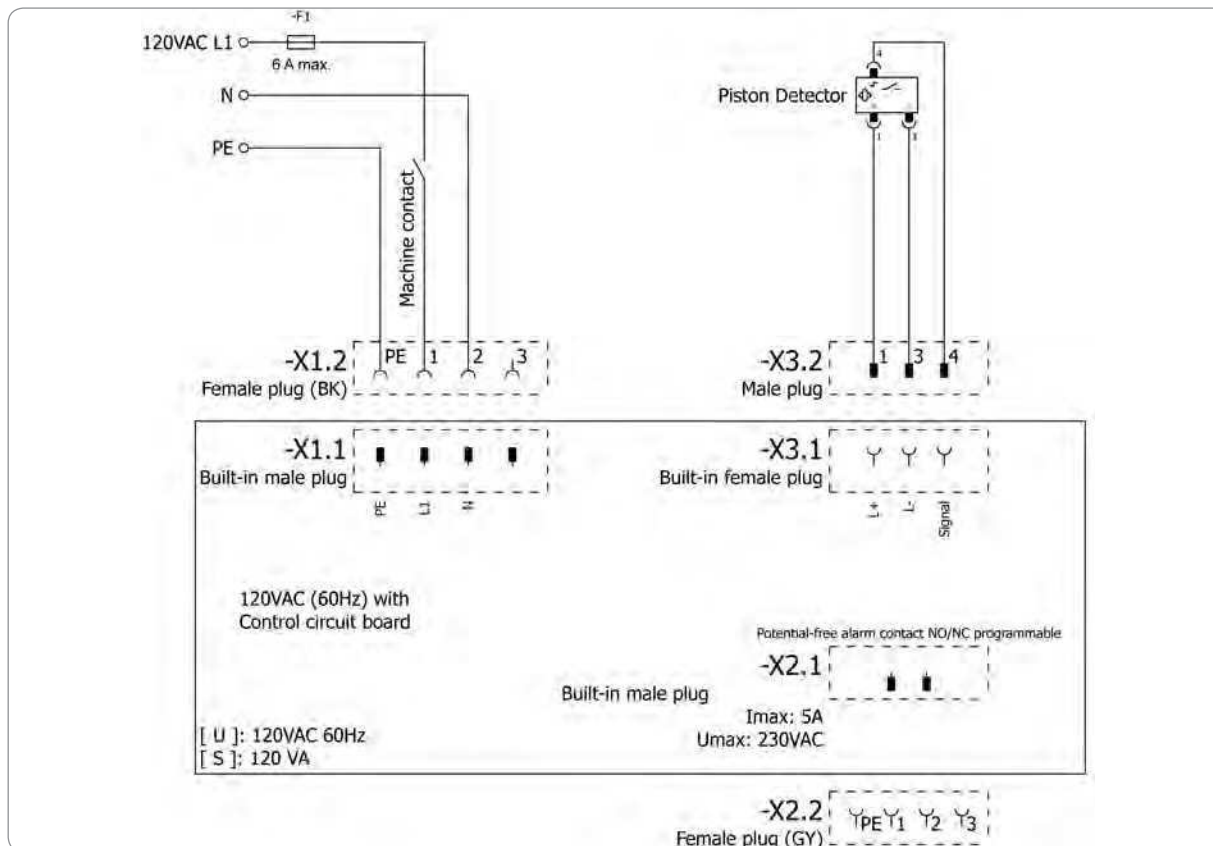 -F1
120VAC L1
6 A max.
N
PE
Machine contact
4
Piston Detector
1
3
-X1.2
PE
1
2
3
Female plug (BK)
-X3.2
1
3
4
Male plug
-X1.1
Built-in male plug
PE
L1
N
-X3.1
Built-in female plug
L+
L-
Signal
120VAC (60Hz) with
Control circuit board
Potential-free alarm contact NO/NC programmable
-X2.1
Built-in male plug
Imax: 5A
Umax: 230VAC
[ U ]: 120VAC 60Hz
[ S ]: 120 VA
-X2.2
PE
1
2
3
Female plug (GY)